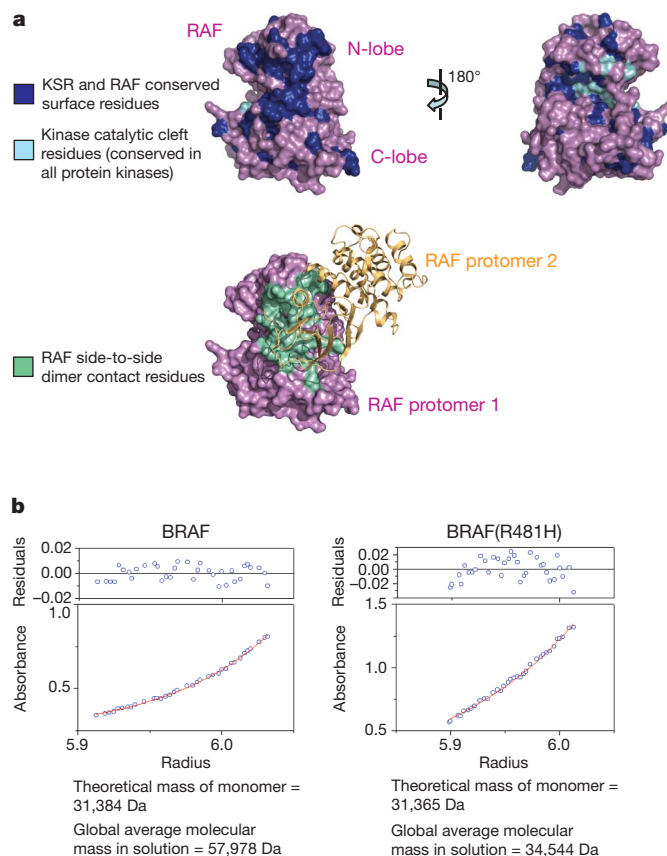 a
RAF
N-lobe
180°
KSR and RAF conserved
surface residues
Kinase catalytic cleft
residues (conserved in
all protein kinases)
C-lobe
RAF protomer 2
RAF side-to-side
dimer contact residues
RAF protomer 1
b
BRAF
Residuals
0.02
0.00
−0.02
Absorbance
1.0
0.5
5.9
6.0
Radius
Theoretical mass of monomer =
31,384 Da
Global average molecular
mass in solution = 57,978 Da
BRAF(R481H)
Residuals
0.02
0.00
−0.02
Absorbance
1.5
1.0
0.5
5.9
6.0
Radius
Theoretical mass of monomer =
31,365 Da
Global average molecular
mass in solution = 34,544 Da